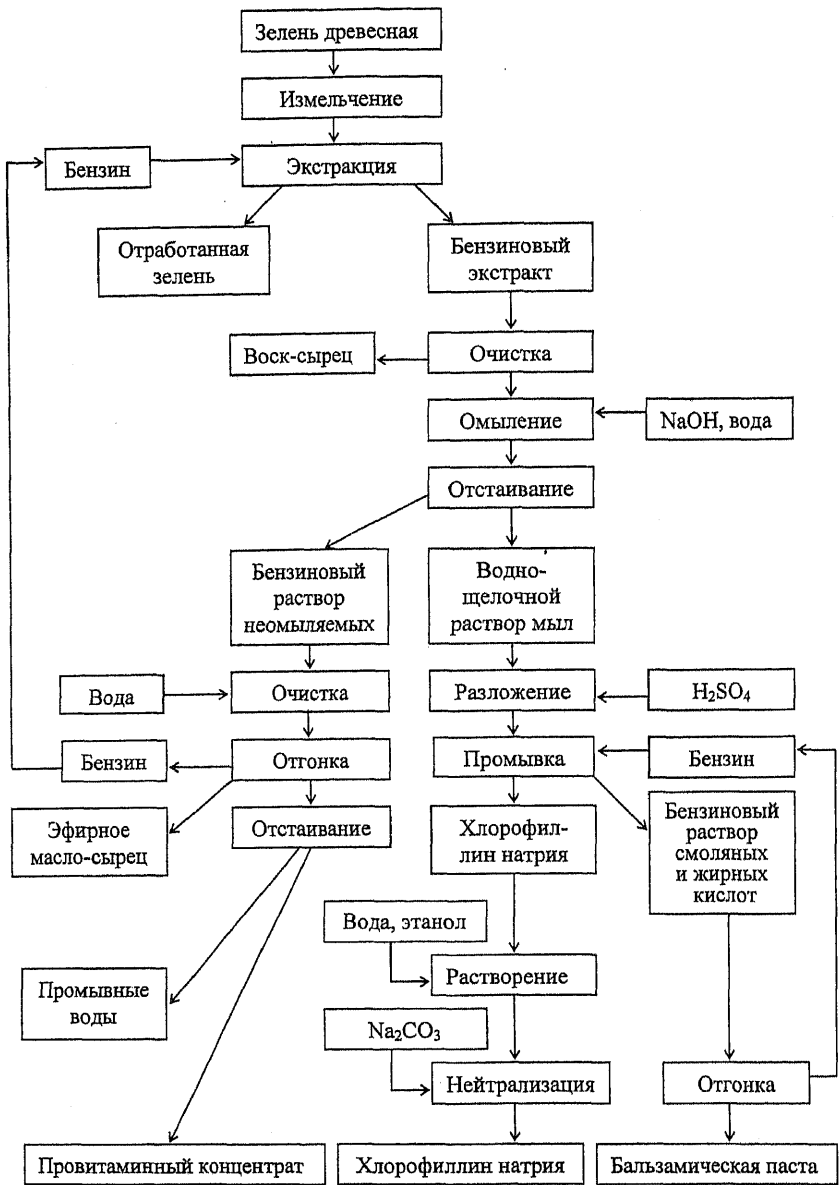 Зелень древесная
Измельчение
Бензин
Экстракция
Отработанная
зелень
Бензиновый
экстракт
Воск-сырец
Очистка
Омыление
NaOH, вода
Отстаивание
Бензиновый
раствор
неомыляемых
Водно-
щелочной
раствор мыл
Вода
Очистка
Разложение
H₂SO₄
Бензин
Отгонка
Промывка
Бензин
Эфирное
масло-сырец
Отстаивание
Хлорофил-
лин натрия
Бензиновый
раствор
смоляных
и жирных
кислот
Вода, этанол
Растворение
Промывные
воды
Na₂CO₃
Нейтрализация
Отгонка
Провитаминный концентрат
Хлорофиллин натрия
Бальзамическая паста